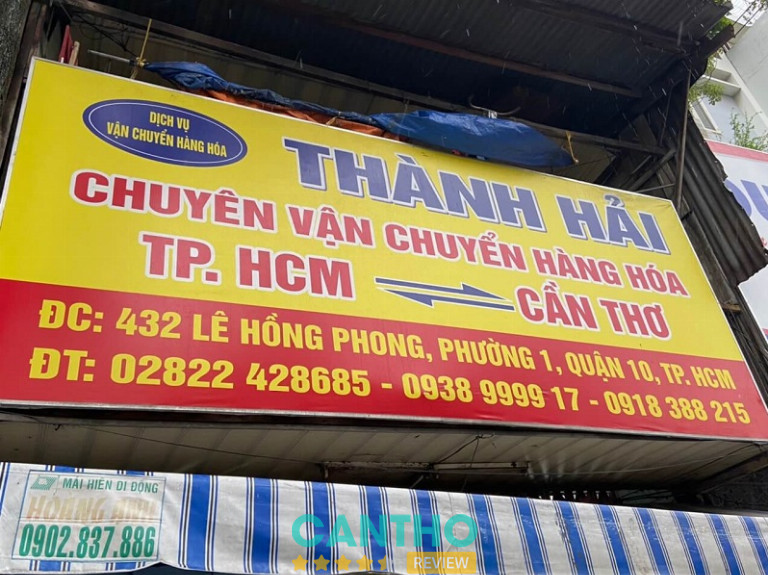 DỊCH VỤ
VẬN CHUYỂN HÀNG HÓA
THÀNH HẢI
CHUYÊN VẬN CHUYỂN HÀNG HÓA
TP. HCM CẦN THƠ
ĐC: 432 LÊ HỒNG PHONG, PHƯỜNG 1, QUẬN 10, TP. HCM
ĐT: 02822 428685 - 0938 9999 17 - 0918 388 215
MÁI HIÊN DI ĐỘNG
0902.837.886
CANTHO
REVIEW